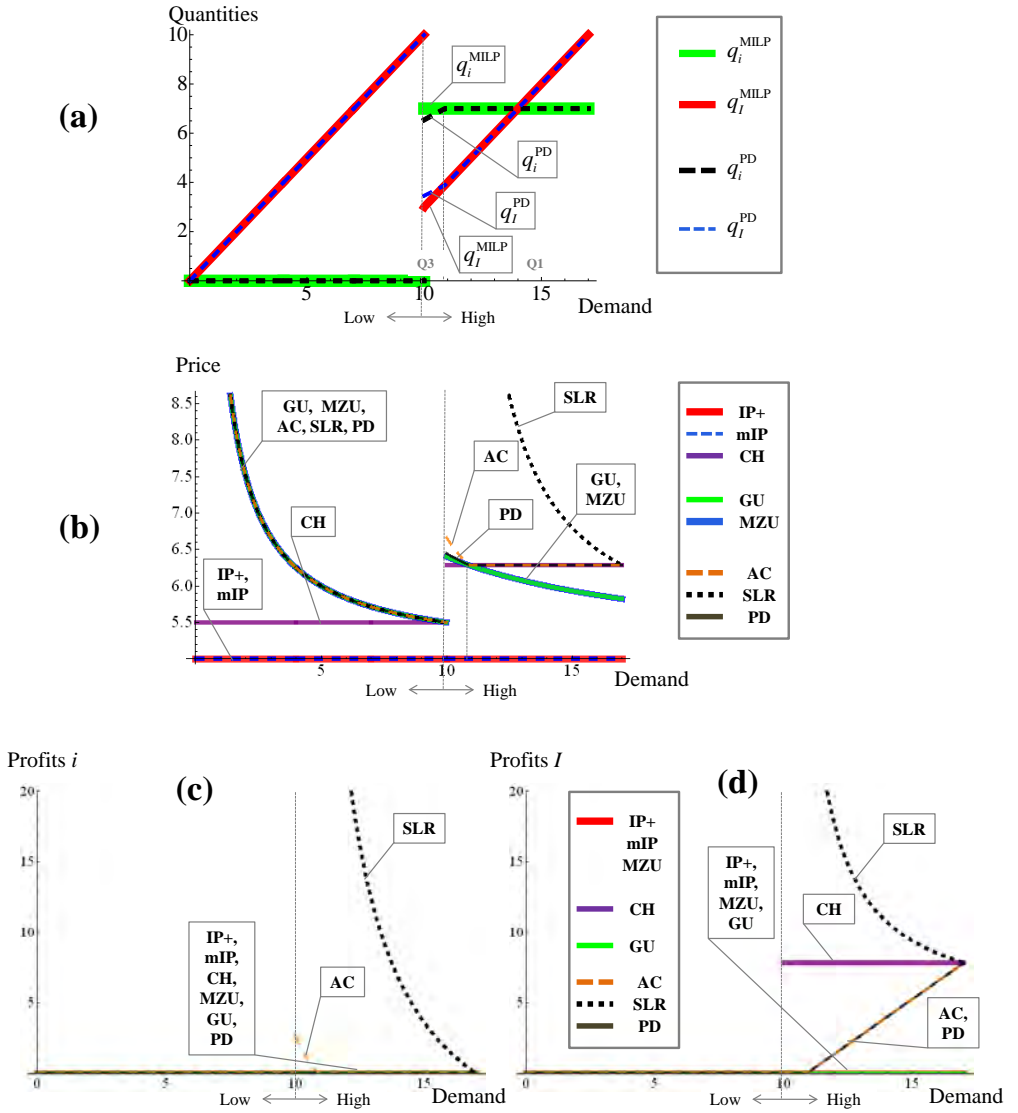 Quantities
(a)
10
8
6
4
2
q_i^MILP
q_i^PD
q_I^PD
q_I^MILP
Q3
Q1
5
10
15
Demand
Low
High
q_i^MILP
q_I^MILP
q_i^PD
q_I^PD
Price
(b)
8.5
8.0
7.5
7.0
6.5
6.0
5.5
GU, MZU,
AC, SLR, PD
CH
IP+,
mIP
AC
PD
SLR
GU,
MZU
5
10
15
Demand
Low
High
IP+
mIP
CH
GU
MZU
AC
SLR
PD
Profits i
(c)
20
15
10
5
0
SLR
IP+,
mIP,
CH,
MZU,
GU,
PD
AC
0
5
10
15
Demand
Low
High
IP+
mIP
MZU
CH
GU
AC
SLR
PD
Profits I
(d)
20
15
10
5
0
IP+,
mIP,
MZU,
GU
CH
SLR
AC,
PD
0
5
10
15
Demand
Low
High